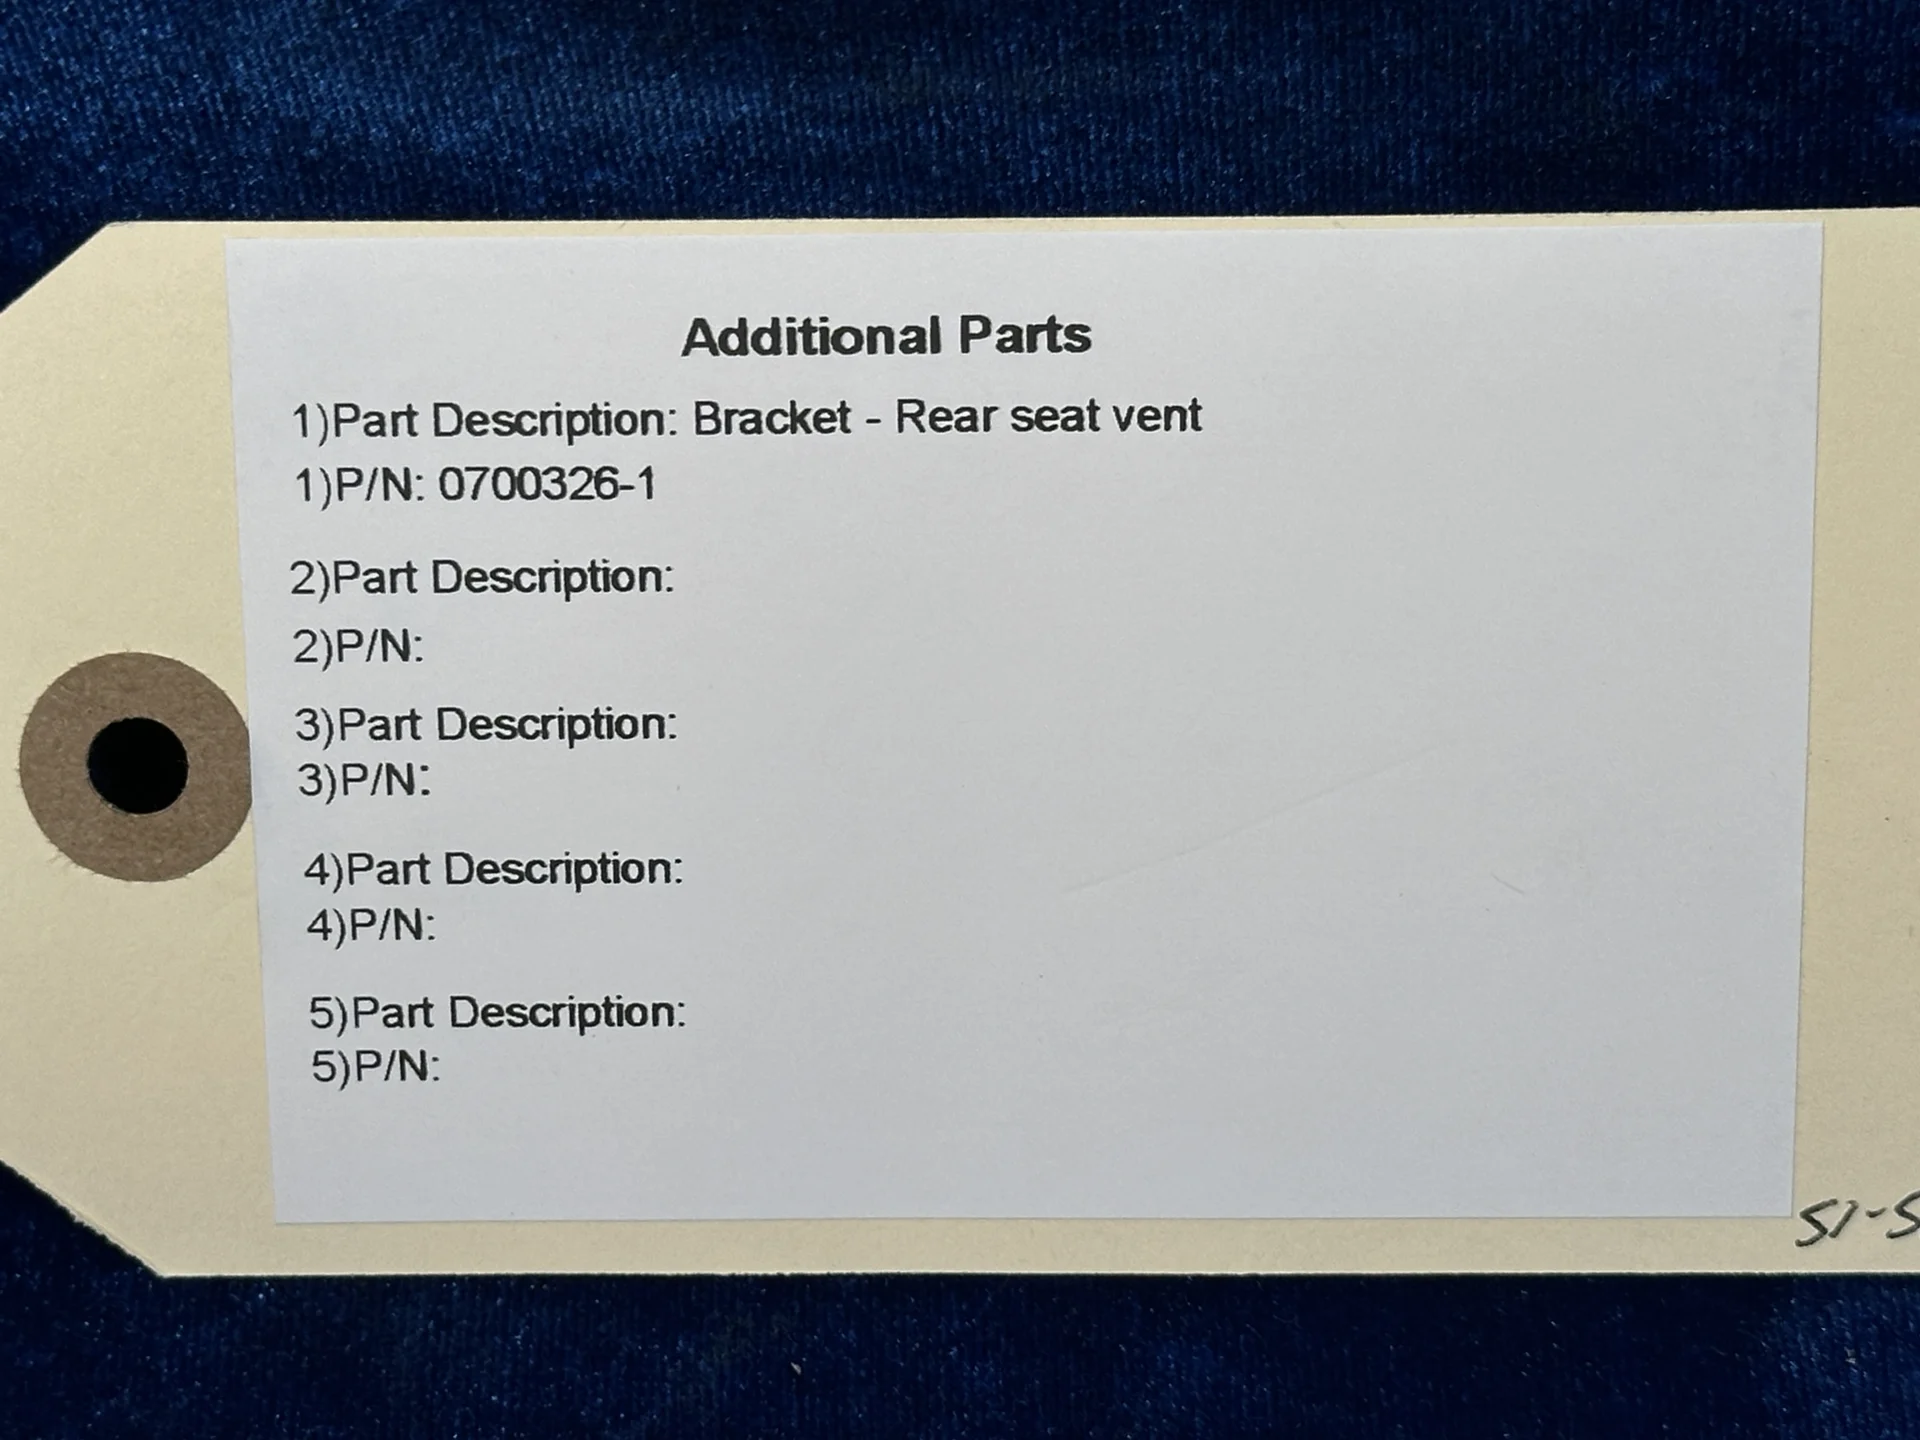 Additional Parts
1)Part Description: Bracket - Rear seat vent
1)P/N: 0700326-1
2)Part Description:
2)P/N:
3)Part Description:
3)P/N:
4)Part Description:
4)P/N:
5)Part Description:
5)P/N: